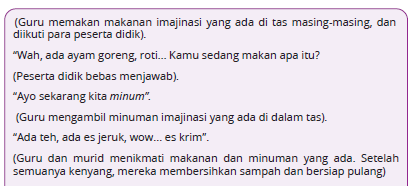 (Guru memakan makanan imajinasi yang ada di tas masing-masing, dan
diikuti para peserta didik).
“Wah, ada ayam goreng, roti... Kamu sedang makan apa itu?
(Peserta didik bebas menjawab).
“Ayo sekarang kita minum”.
(Guru mengambil minuman imajinasi yang ada di dalam tas).
“Ada teh, ada es jeruk, wow... es krim”.
(Guru dan murid menikmati makanan dan minuman yang ada. Setelah
semuanya kenyang, mereka membersihkan sampah dan bersiap pulang)